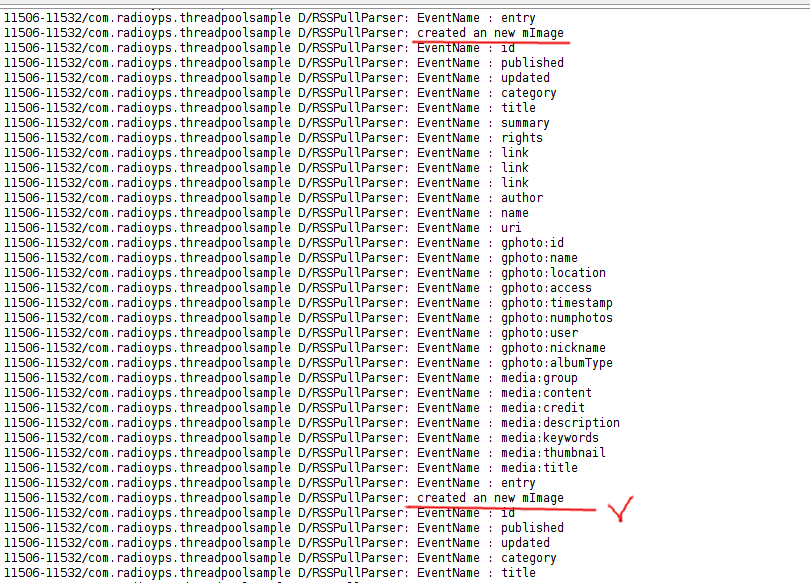 11506-11532/com.radioyps.threadpoolsample D/RSSPullParser: EventName : entry
11506-11532/com.radioyps.threadpoolsample D/RSSPullParser: created an new mImage
11506-11532/com.radioyps.threadpoolsample D/RSSPullParser: EventName : id
11506-11532/com.radioyps.threadpoolsample D/RSSPullParser: EventName : published
11506-11532/com.radioyps.threadpoolsample D/RSSPullParser: EventName : updated
11506-11532/com.radioyps.threadpoolsample D/RSSPullParser: EventName : category
11506-11532/com.radioyps.threadpoolsample D/RSSPullParser: EventName : title
11506-11532/com.radioyps.threadpoolsample D/RSSPullParser: EventName : summary
11506-11532/com.radioyps.threadpoolsample D/RSSPullParser: EventName : rights
11506-11532/com.radioyps.threadpoolsample D/RSSPullParser: EventName : link
11506-11532/com.radioyps.threadpoolsample D/RSSPullParser: EventName : link
11506-11532/com.radioyps.threadpoolsample D/RSSPullParser: EventName : link
11506-11532/com.radioyps.threadpoolsample D/RSSPullParser: EventName : author
11506-11532/com.radioyps.threadpoolsample D/RSSPullParser: EventName : name
11506-11532/com.radioyps.threadpoolsample D/RSSPullParser: EventName : uri
11506-11532/com.radioyps.threadpoolsample D/RSSPullParser: EventName : gphoto:id
11506-11532/com.radioyps.threadpoolsample D/RSSPullParser: EventName : gphoto:name
11506-11532/com.radioyps.threadpoolsample D/RSSPullParser: EventName : gphoto:location
11506-11532/com.radioyps.threadpoolsample D/RSSPullParser: EventName : gphoto:access
11506-11532/com.radioyps.threadpoolsample D/RSSPullParser: EventName : gphoto:timestamp
11506-11532/com.radioyps.threadpoolsample D/RSSPullParser: EventName : gphoto:numphotos
11506-11532/com.radioyps.threadpoolsample D/RSSPullParser: EventName : gphoto:user
11506-11532/com.radioyps.threadpoolsample D/RSSPullParser: EventName : gphoto:nickname
11506-11532/com.radioyps.threadpoolsample D/RSSPullParser: EventName : gphoto:albumType
11506-11532/com.radioyps.threadpoolsample D/RSSPullParser: EventName : media:group
11506-11532/com.radioyps.threadpoolsample D/RSSPullParser: EventName : media:content
11506-11532/com.radioyps.threadpoolsample D/RSSPullParser: EventName : media:credit
11506-11532/com.radioyps.threadpoolsample D/RSSPullParser: EventName : media:description
11506-11532/com.radioyps.threadpoolsample D/RSSPullParser: EventName : media:keywords
11506-11532/com.radioyps.threadpoolsample D/RSSPullParser: EventName : media:thumbnail
11506-11532/com.radioyps.threadpoolsample D/RSSPullParser: EventName : media:title
11506-11532/com.radioyps.threadpoolsample D/RSSPullParser: EventName : entry
11506-11532/com.radioyps.threadpoolsample D/RSSPullParser: created an new mImage
11506-11532/com.radioyps.threadpoolsample D/RSSPullParser: EventName : id
11506-11532/com.radioyps.threadpoolsample D/RSSPullParser: EventName : published
11506-11532/com.radioyps.threadpoolsample D/RSSPullParser: EventName : updated
11506-11532/com.radioyps.threadpoolsample D/RSSPullParser: EventName : category
11506-11532/com.radioyps.threadpoolsample D/RSSPullParser: EventName : title